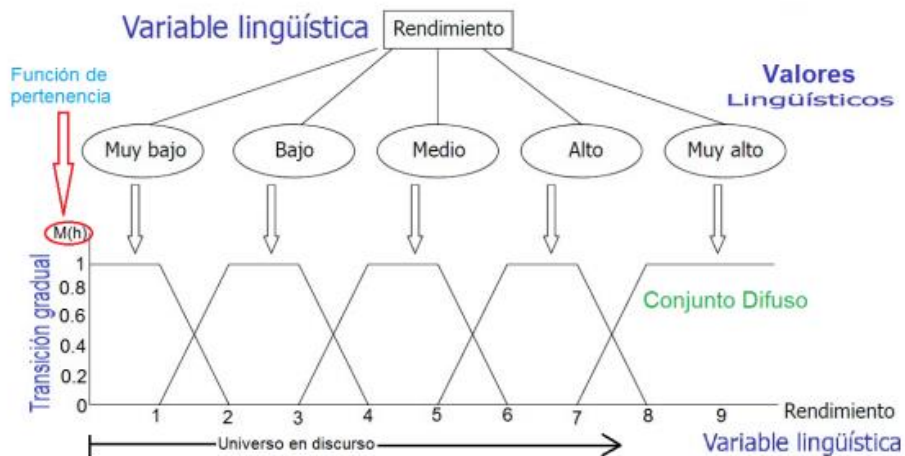 Variable lingüística
Rendimiento
Función de
pertenencia
Valores
Lingüísticos
Muy bajo
Bajo
Medio
Alto
Muy alto
M(h)
Transición gradual
1
0.8
0.6
0.4
0.2
0
Conjunto Difuso
1 2 3 4 5 6 7 8 9
Rendimiento
Universo en discurso
Variable lingüística